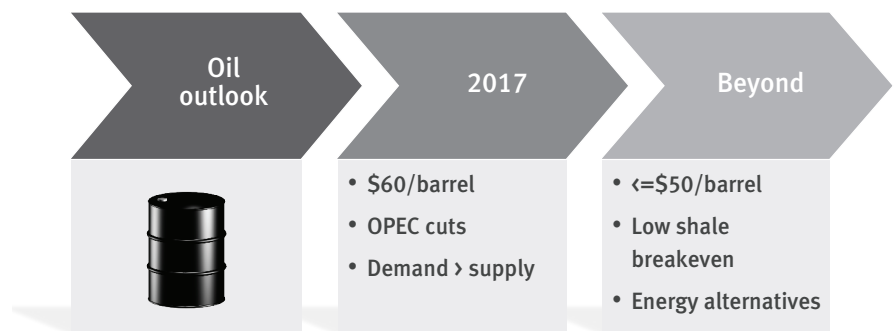 Oil
outlook
2017
Beyond
• $60/barrel
• OPEC cuts
• Demand > supply
• <=$50/barrel
• Low shale
breakeven
• Energy alternatives